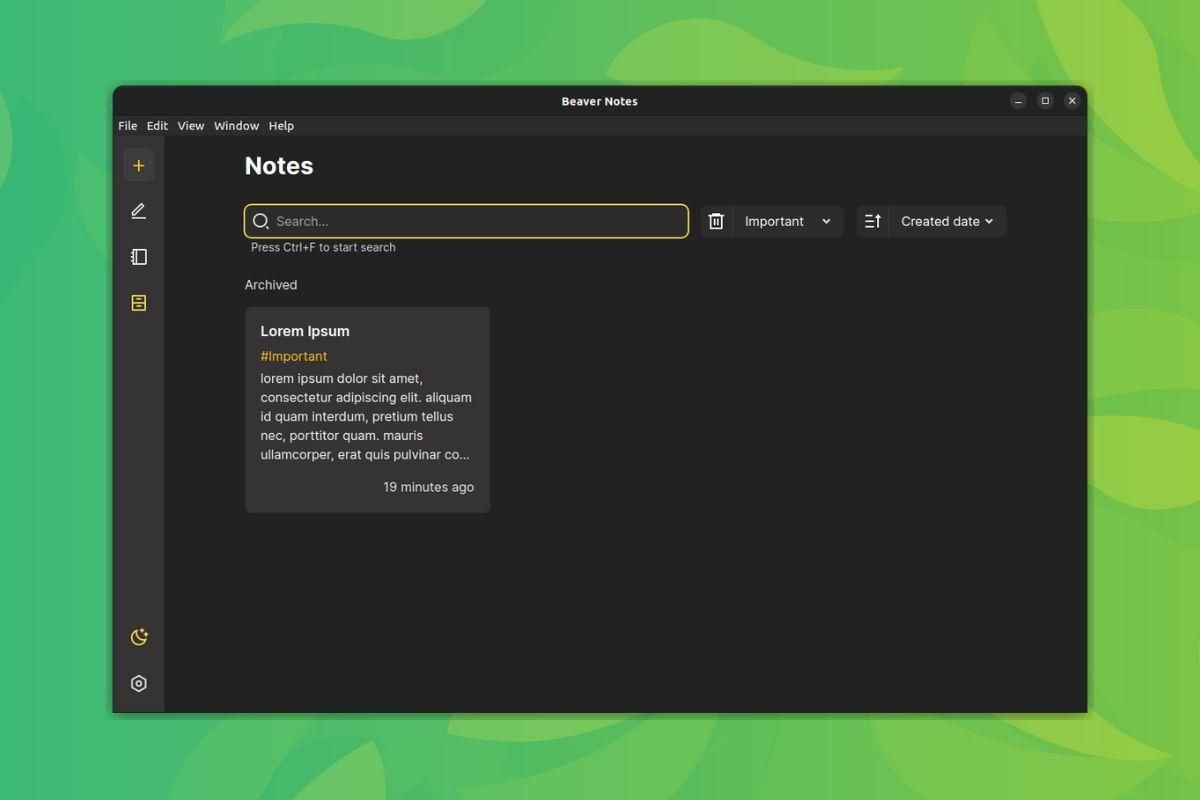 Beaver Notes
File Edit View Window Help
Notes
Search...
Important
Created date
Press Ctrl+F to start search
Archived
Lorem Ipsum
#Important
lorem ipsum dolor sit amet,
consectetur adipiscing elit. aliquam
id quam interdum, pretium tellus
nec, porttitor quam. mauris
ullamcorper, erat quis pulvinar co...
19 minutes ago